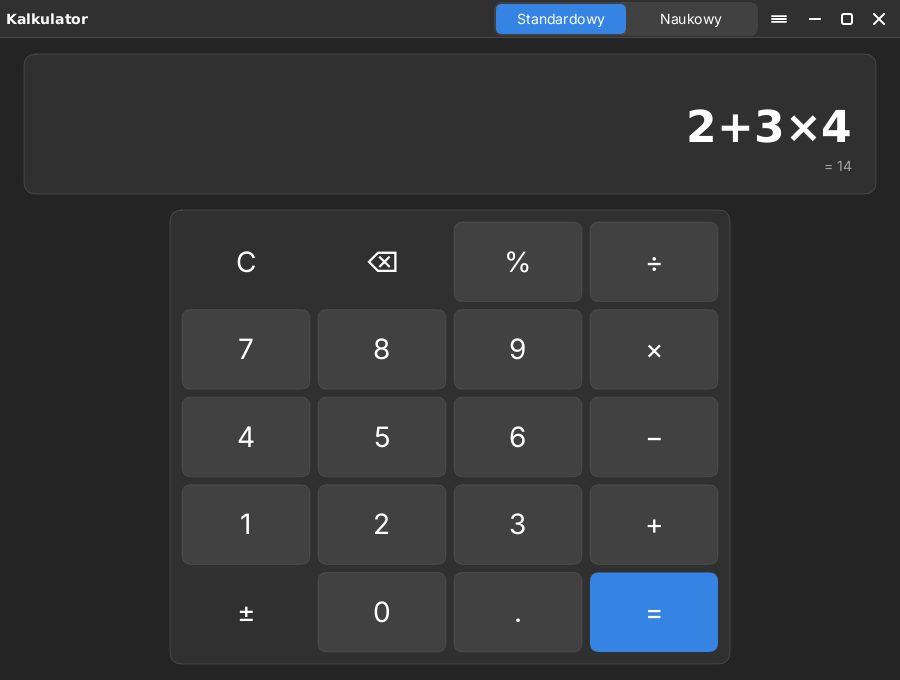 Kalkulator Standardowy Naukowy
2+3×4
= 14
C % ÷
7 8 9 ×
4 5 6 −
1 2 3 +
± 0 . =